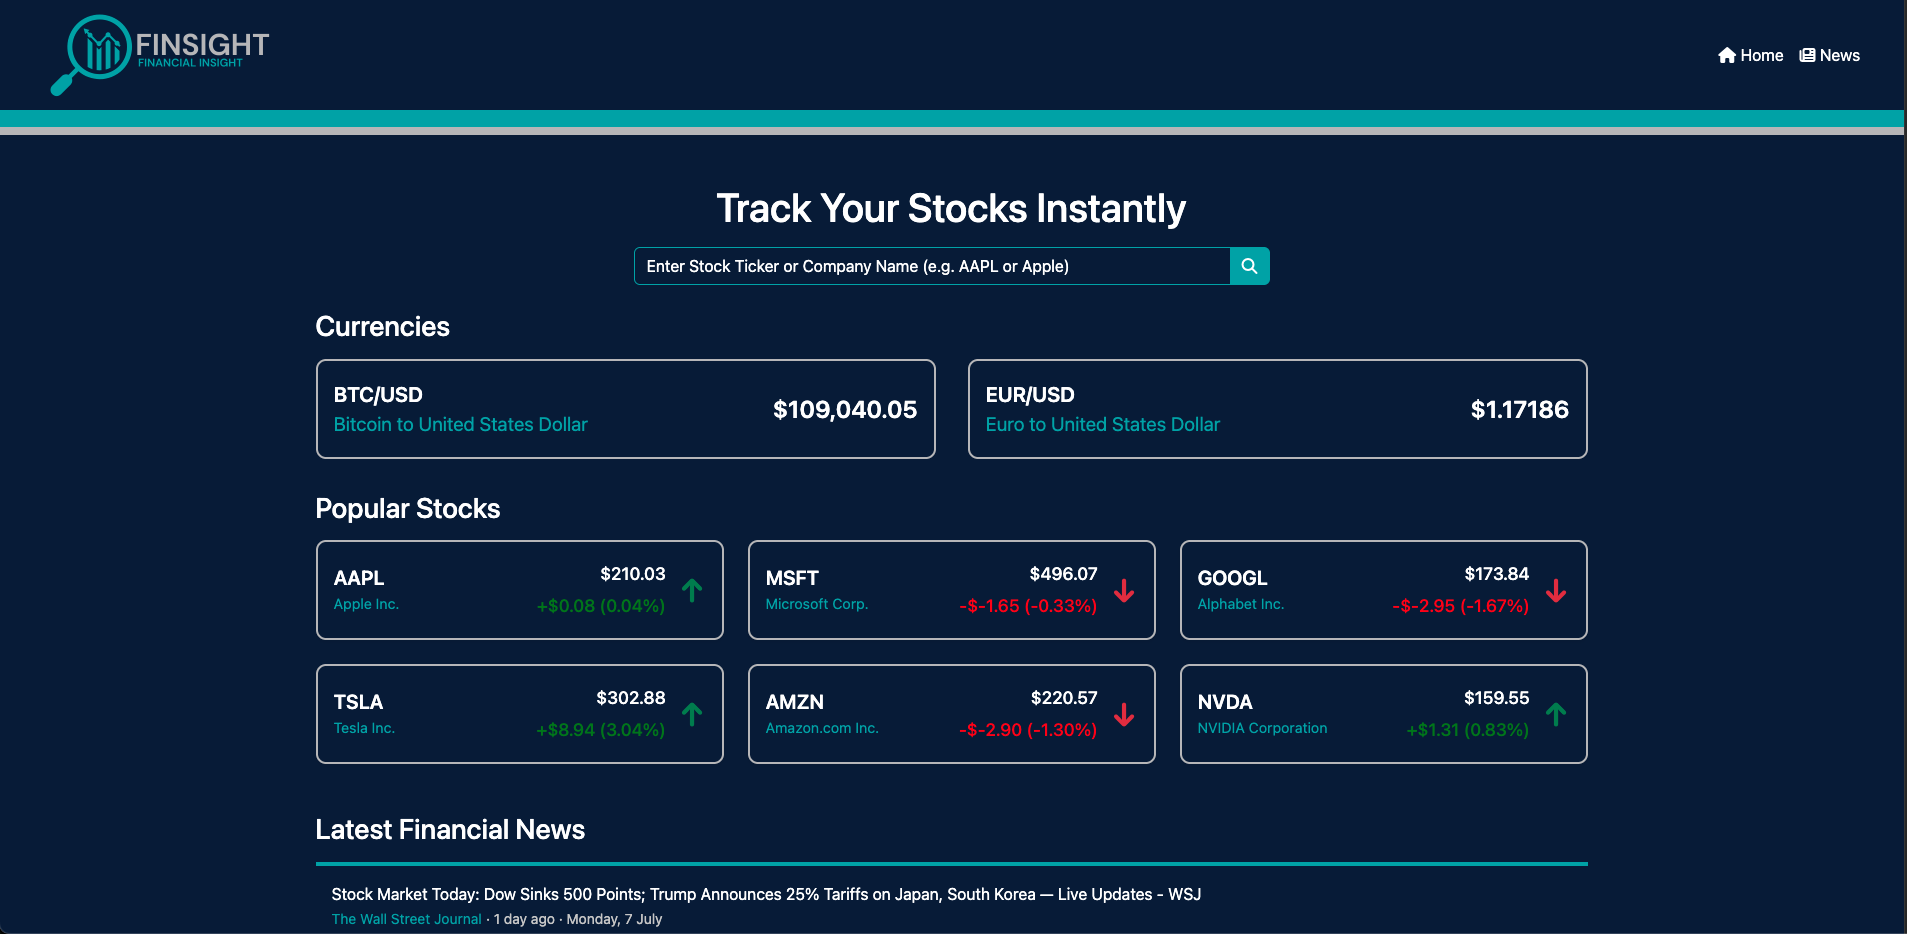 FINSIGHT
FINANCIAL INSIGHT
Home News
Track Your Stocks Instantly
Enter Stock Ticker or Company Name (e.g. AAPL or Apple)
Currencies
BTC/USD
Bitcoin to United States Dollar
$109,040.05
EUR/USD
Euro to United States Dollar
$1.17186
Popular Stocks
AAPL
Apple Inc.
$210.03
+$0.08 (0.04%)
MSFT
Microsoft Corp.
$496.07
-$-1.65 (-0.33%)
GOOGL
Alphabet Inc.
$173.84
-$-2.95 (-1.67%)
TSLA
Tesla Inc.
$302.88
+$8.94 (3.04%)
AMZN
Amazon.com Inc.
$220.57
-$-2.90 (-1.30%)
NVDA
NVIDIA Corporation
$159.55
+$1.31 (0.83%)
Latest Financial News
Stock Market Today: Dow Sinks 500 Points; Trump Announces 25% Tariffs on Japan, South Korea — Live Updates - WSJ
The Wall Street Journal · 1 day ago · Monday, 7 July